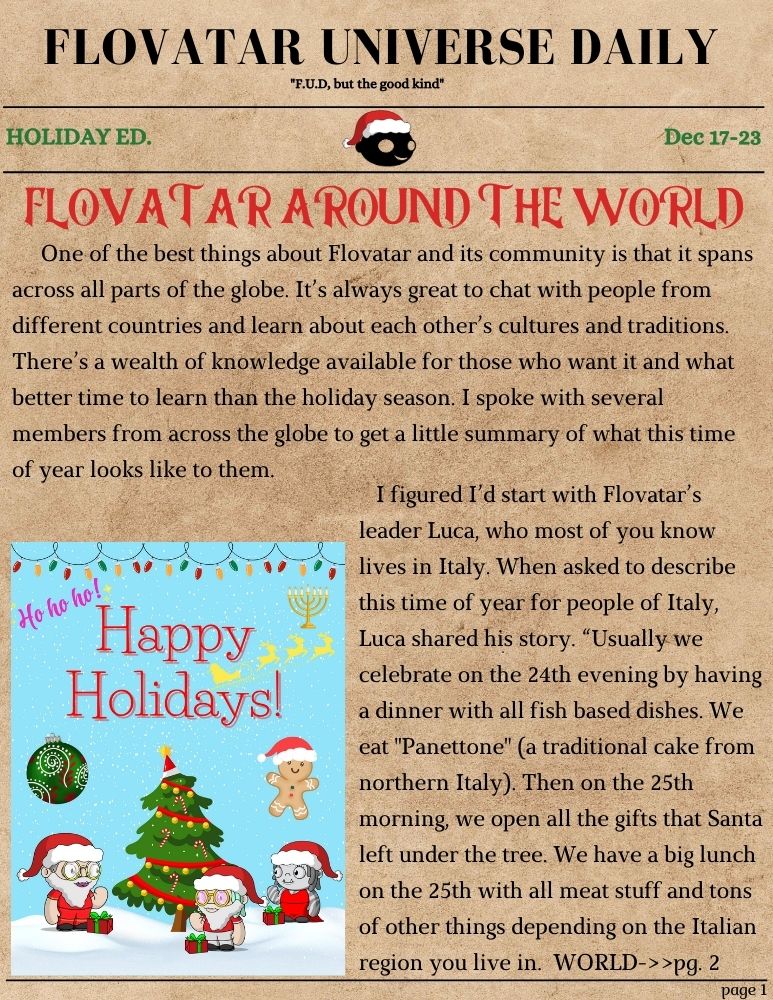 FLOVATAR UNIVERSE DAILY
"F.U.D, but the good kind"
HOLIDAY ED.
Dec 17-23
FLOVATAR AROUND THE WORLD
One of the best things about Flovatar and its community is that it spans
across all parts of the globe. It’s always great to chat with people from
different countries and learn about each other’s cultures and traditions.
There’s a wealth of knowledge available for those who want it and what
better time to learn than the holiday season. I spoke with several
members from across the globe to get a little summary of what this time
of year looks like to them.
Ho ho ho!
Happy
Holidays!
I figured I’d start with Flovatar’s
leader Luca, who most of you know
lives in Italy. When asked to describe
this time of year for people of Italy,
Luca shared his story. “Usually we
celebrate on the 24th evening by having
a dinner with all fish based dishes. We
eat "Panettone" (a traditional cake from
northern Italy). Then on the 25th
morning, we open all the gifts that Santa
left under the tree. We have a big lunch
on the 25th with all meat stuff and tons
of other things depending on the Italian
region you live in.  WORLD->>pg. 2
page 1